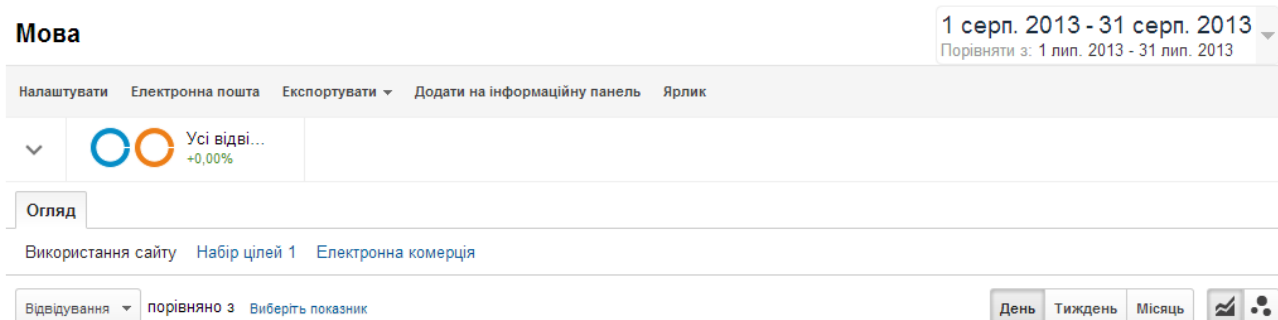 Мова
1 серп. 2013 - 31 серп. 2013
Порівняти з: 1 лип. 2013 - 31 лип. 2013
Налаштувати Електронна пошта Експортувати Додати на інформаційну панель Ярлик
Усі відві...
+0,00%
Огляд
Використання сайту Набір цілей 1 Електронна комерція
Відвідування порівняно з Виберіть показник День Тиждень Місяць